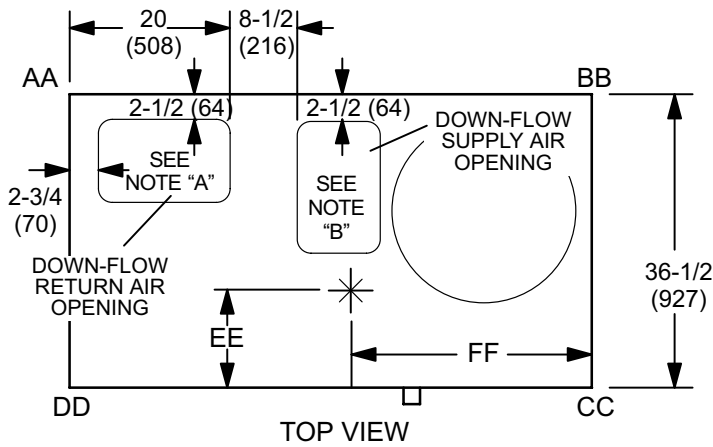 20
(508)
8-1/2
(216)
AA
BB
2-1/2 (64)
2-1/2 (64)
DOWN-FLOW
SUPPLY AIR
OPENING
SEE
NOTE “A”
2-3/4
(70)
SEE
NOTE
“B”
DOWN-FLOW
RETURN AIR
OPENING
36-1/2
(927)
EE
FF
DD
CC
TOP VIEW